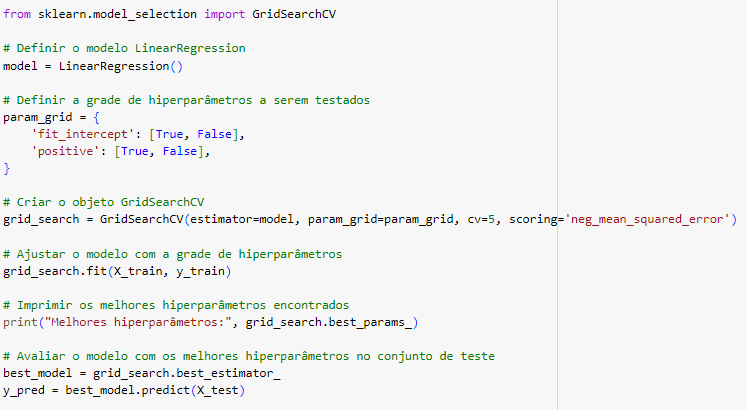 from sklearn.model_selection import GridSearchCV
# Definir o modelo LinearRegression
model = LinearRegression()
# Definir a grade de hiperparâmetros a serem testados
param_grid = {
    'fit_intercept': [True, False],
    'positive': [True, False],
}
# Criar o objeto GridSearchCV
grid_search = GridSearchCV(estimator=model, param_grid=param_grid, cv=5, scoring='neg_mean_squared_error')
# Ajustar o modelo com a grade de hiperparâmetros
grid_search.fit(X_train, y_train)
# Imprimir os melhores hiperparâmetros encontrados
print("Melhores hiperparâmetros:", grid_search.best_params_)
# Avaliar o modelo com os melhores hiperparâmetros no conjunto de teste
best_model = grid_search.best_estimator_
y_pred = best_model.predict(X_test)